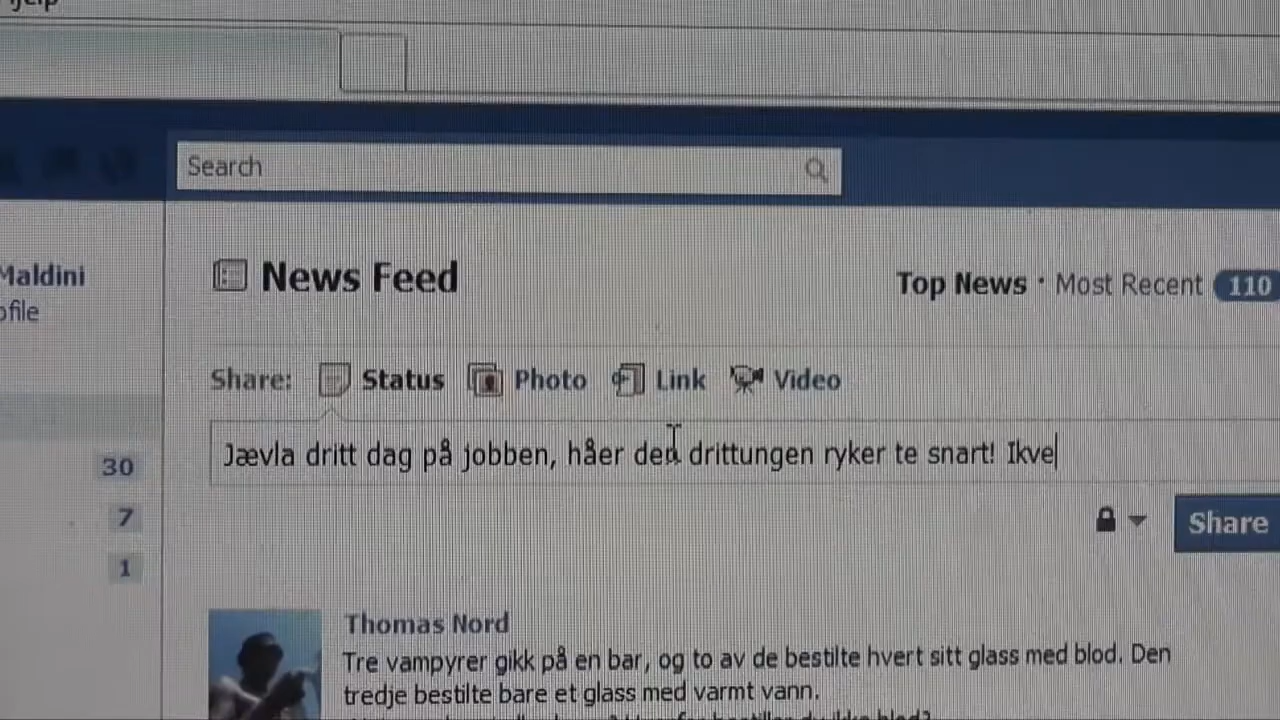 Hjelp
Search
Maldini
ofile
News Feed
Top News · Most Recent 110
Share: Status Photo Link Video
Jævla dritt dag på jobben, håer ded drittungen ryker te snart! Ikve
30
7
1
Share
Thomas Nord
Tre vampyrer gikk på en bar, og to av de bestilte hvert sitt glass med blod. Den
tredje bestilte bare et glass med varmt vann.